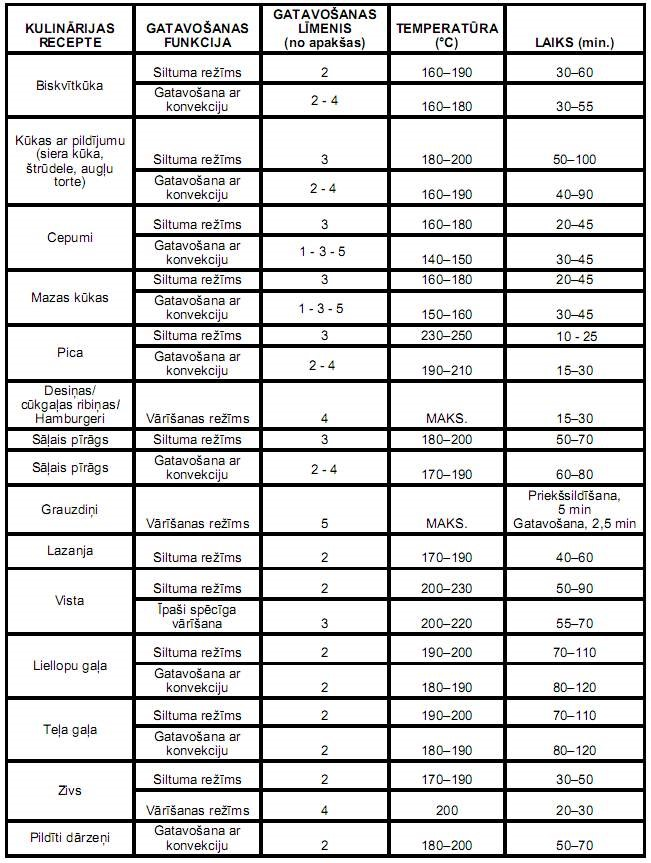 KULINĀRIJAS RECEPTE
GATAVOŠANAS FUNKCIJA
GATAVOŠANAS LĪMENIS (no apakšas)
TEMPERATŪRA (°C)
LAIKS (min.)
Biskvītkūka
Siltuma režīms 2 160–190 30–60
Gatavošana ar konvekciju 2 - 4 160–180 30–55
Kūkas ar pildījumu (siera kūka, štrūdele, augļu torte)
Siltuma režīms 3 180–200 50–100
Gatavošana ar konvekciju 2 - 4 160–190 40–90
Cepumi
Siltuma režīms 3 160–180 20–45
Gatavošana ar konvekciju 1 - 3 - 5 140–150 30–45
Mazas kūkas
Siltuma režīms 3 160–180 20–45
Gatavošana ar konvekciju 1 - 3 - 5 150–160 30–45
Pica
Siltuma režīms 3 230–250 10 - 25
Gatavošana ar konvekciju 2 - 4 190–210 15–30
Desiņas/ cūkgaļas ribiņas/ Hamburgeri
Vārīšanas režīms 4 MAKS. 15–30
Sāļais pīrāgs Siltuma režīms 3 180–200 50–70
Sāļais pīrāgs Gatavošana ar konvekciju 2 - 4 170–190 60–80
Grauzdiņi Vārīšanas režīms 5 MAKS. Priekšsildīšana, 5 min Gatavošana, 2,5 min
Lazanja Siltuma režīms 2 170–190 40–60
Vista
Siltuma režīms 2 200–230 50–90
Īpaši spēcīga vārīšana 3 200–220 55–70
Liellopu gaļa
Siltuma režīms 2 190–200 70–110
Gatavošana ar konvekciju 2 180–190 80–120
Teļa gaļa
Siltuma režīms 2 190–200 70–110
Gatavošana ar konvekciju 2 180–190 80–120
Zivs
Siltuma režīms 2 170–190 30–50
Vārīšanas režīms 4 200 20–30
Pildīti dārzeņi Gatavošana ar konvekciju 2 180–200 50–70